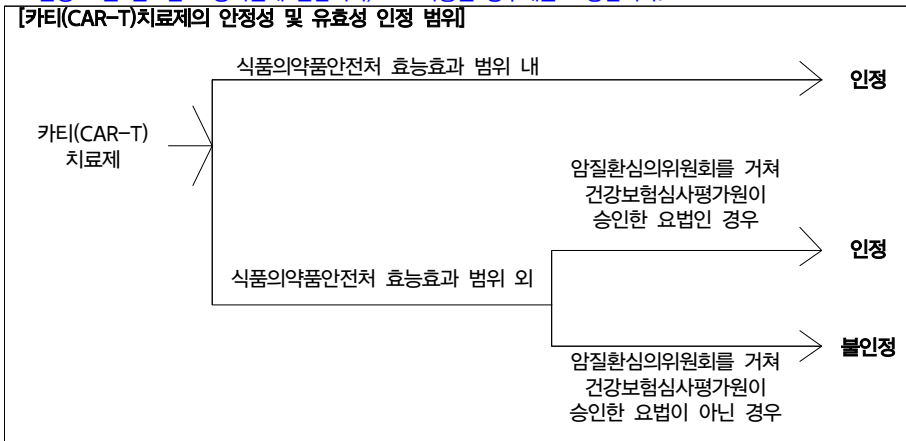 [카티(CAR-T)치료제의 안정성 및 유효성 인정 범위]
식품의약품안전처 효능효과 범위 내
인정
카티(CAR-T)
치료제
암질환심의위원회를 거쳐
건강보험심사평가원이
승인한 요법인 경우
인정
식품의약품안전처 효능효과 범위 외
불인정
암질환심의위원회를 거쳐
건강보험심사평가원이
승인한 요법이 아닌 경우